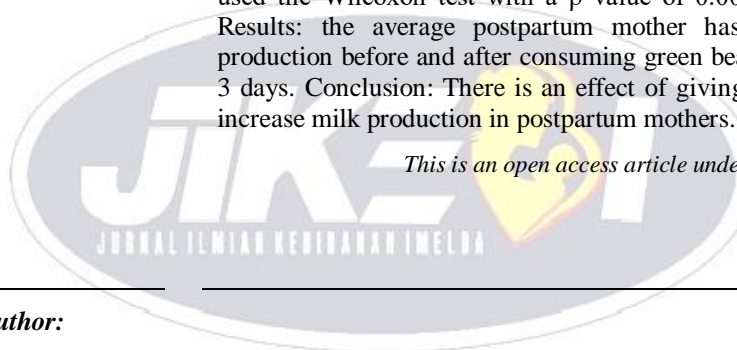 used the Wilcoxon test with a p value of 0.00
Results: the average postpartum mother has
production before and after consuming green bea
3 days. Conclusion: There is an effect of giving
increase milk production in postpartum mothers.
This is an open access article unde
JIKEI
JURNAL ILMIAH KEBIDANAN IMELDA
uthor: